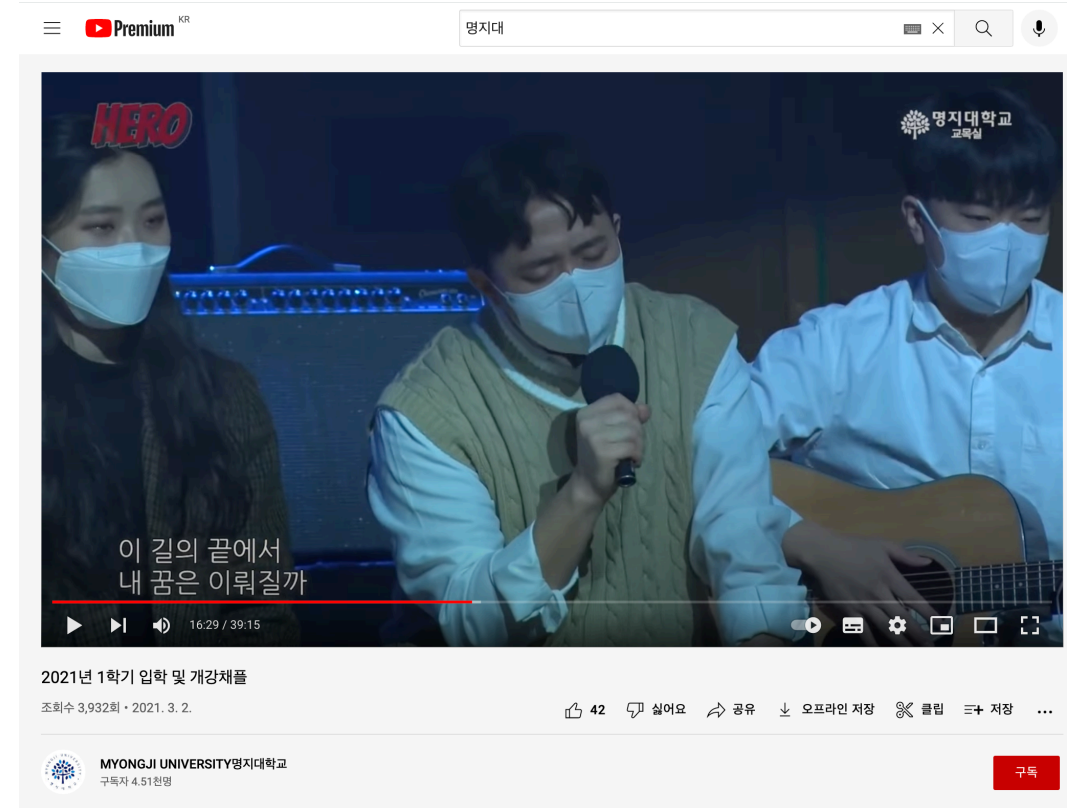 Premium KR
명지대
HERO
명지대학교
교목실
이 길의 끝에서
내 꿈은 이뤄질까
16:29 / 39:15
2021년 1학기 입학 및 개강채플
조회수 3,932회 • 2021. 3. 2.
42 싫어요 공유 오프라인 저장 클립 저장
MYONGJI UNIVERSITY명지대학교
구독자 4.51천명
구독